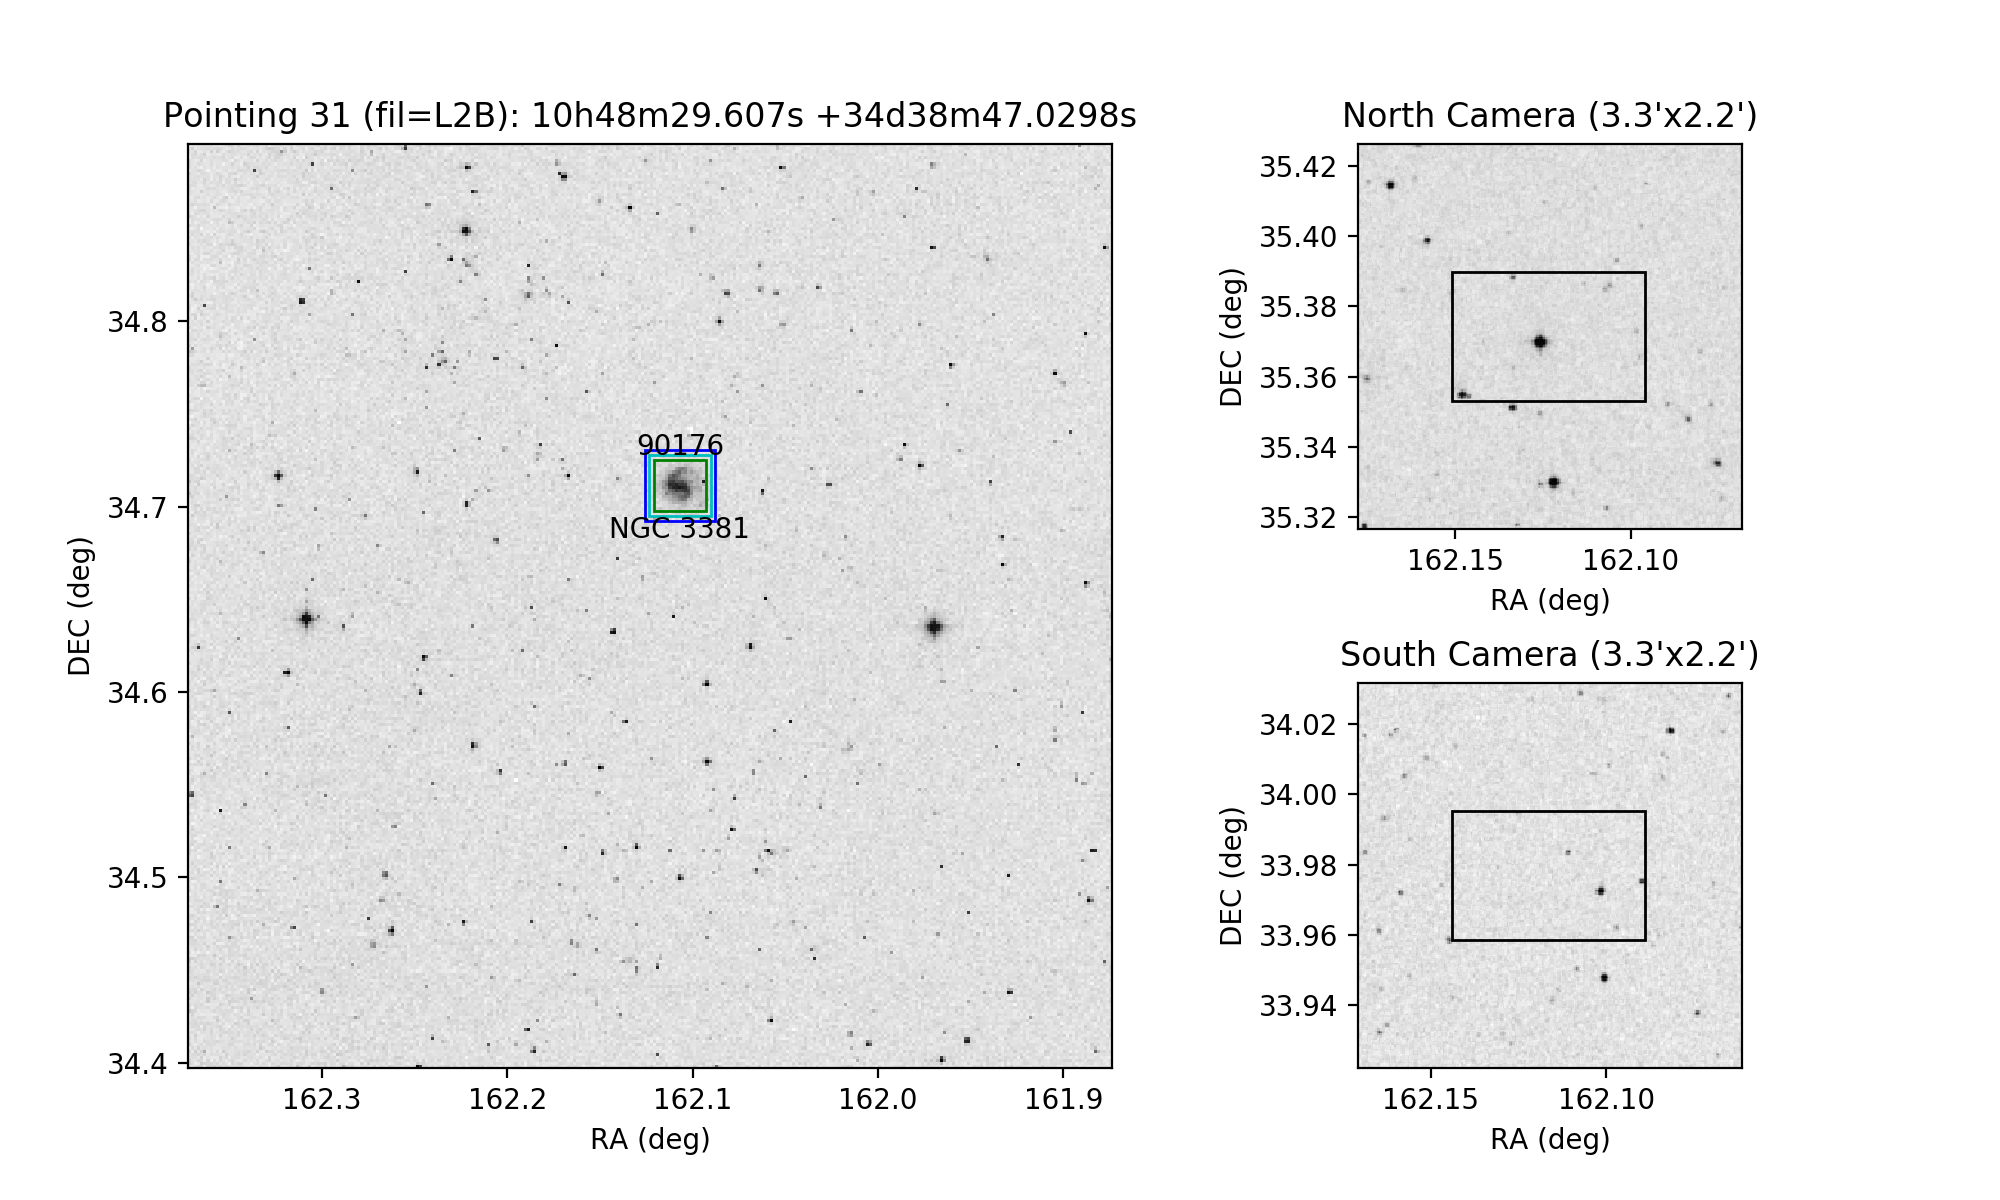 Pointing 31 (fil=L2B): 10h48m29.607s +34d38m47.0298s
34.8
34.7
34.6
34.5
34.4
DEC (deg)
90176
NGC 3381
162.3 162.2 162.1 162.0 161.9
RA (deg)
North Camera (3.3'x2.2')
35.42
35.40
35.38
35.36
35.34
35.32
DEC (deg)
162.15 162.10
RA (deg)
South Camera (3.3'x2.2')
34.02
34.00
33.98
33.96
33.94
DEC (deg)
162.15 162.10
RA (deg)